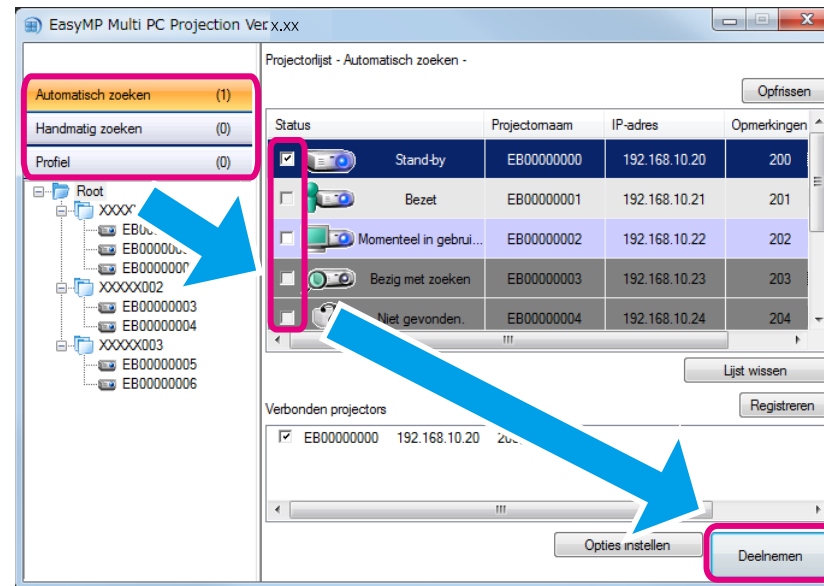 EasyMP Multi PC Projection Ver.x.xx
Automatisch zoeken (1)
Handmatig zoeken (0)
Profiel (0)
Root
EB0000000
XXXXX002
EB00000003
EB00000004
XXXXX003
EB00000005
EB00000006
Projectorlijst - Automatisch zoeken -
Opfrissen
Status Projectornaam IP-adres Opmerkingen
Stand-by EB00000000 192.168.10.20 200
Bezet EB00000001 192.168.10.21 201
Momenteel in gebrui... EB00000002 192.168.10.22 202
Bezig met zoeken EB00000003 192.168.10.23 203
Niet gevonden. EB00000004 192.168.10.24 204
Lijst wissen
Verbonden projectors
Registreren
EB00000000 192.168.10.20
Opties instellen
Deelnemen